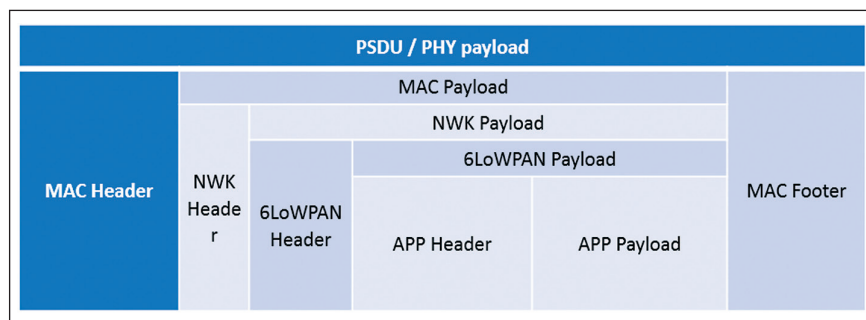 PSDU / PHY payload
MAC Payload
NWK Payload
6LoWPAN Payload
MAC Header
NWK
Heade
r
6LoWPAN
Header
APP Header
APP Payload
MAC Footer